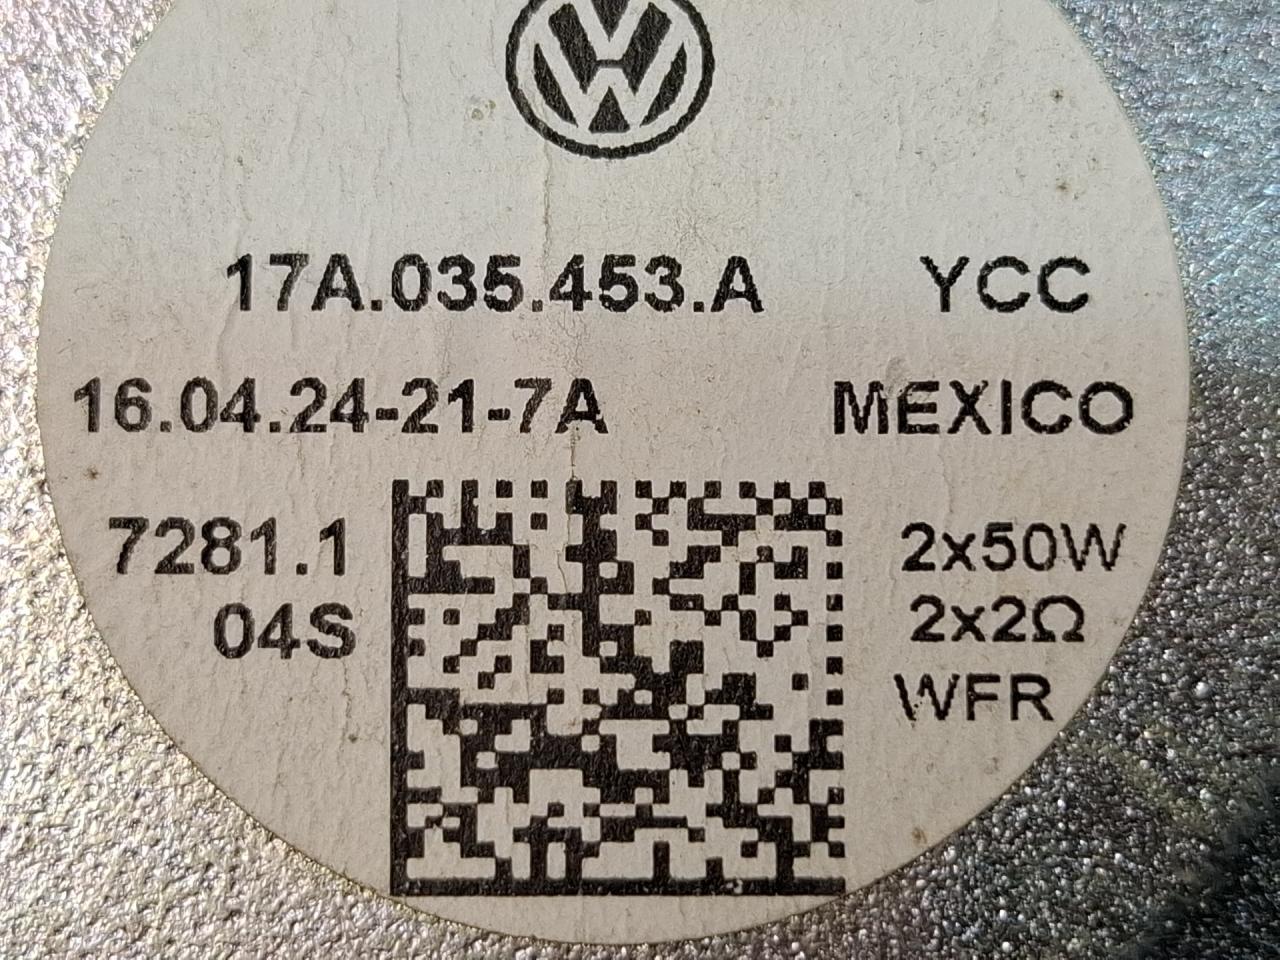 17A.035.453.A YCC
16.04.24-21-7A MEXICO
7281.1 2x50W
04S 2x2Ω
WFR